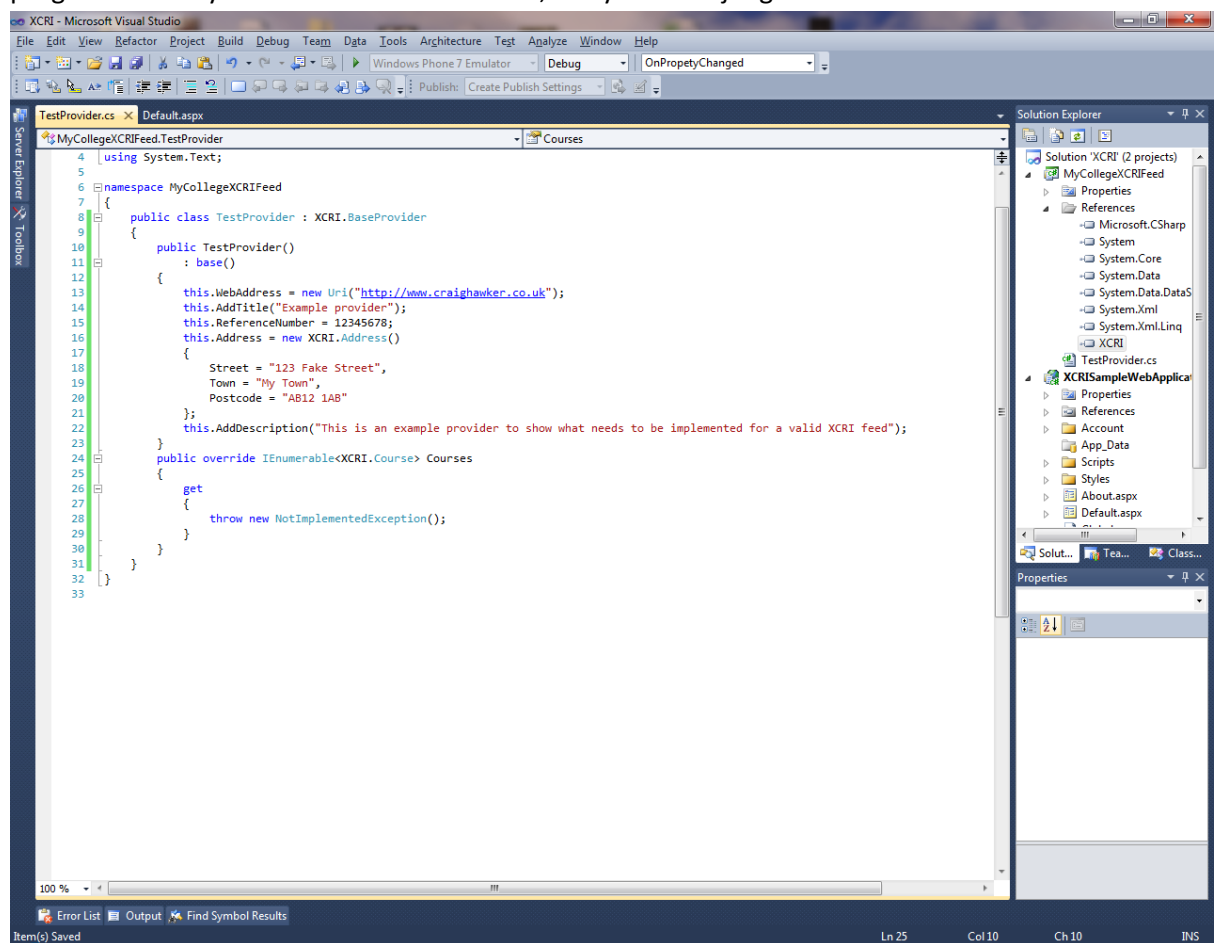 XCRI - Microsoft Visual Studio
File Edit View Refactor Project Build Debug Team Data Tools Architecture Test Analyze Window Help
Windows Phone 7 Emulator Debug OnPropetyChanged
Publish: Create Publish Settings
Server Explorer
Toolbox
TestProvider.cs Default.aspx
MyCollegeXCRIFeed.TestProvider Courses
4 using System.Text;
5
6 namespace MyCollegeXCRIFeed
7 {
8 public class TestProvider : XCRI.BaseProvider
9 {
10 public TestProvider()
11 : base()
12 {
13 this.WebAddress = new Uri("http://www.craighawker.co.uk");
14 this.AddTitle("Example provider");
15 this.ReferenceNumber = 12345678;
16 this.Address = new XCRI.Address()
17 {
18 Street = "123 Fake Street",
19 Town = "My Town",
20 Postcode = "AB12 1AB"
21 };
22 this.AddDescription("This is an example provider to show what needs to be implemented for a valid XCRI feed");
23 }
24 public override IEnumerable<XCRI.Course> Courses
25 {
26 get
27 {
28 throw new NotImplementedException();
29 }
30 }
31 }
32 }
33
100 %
Solution Explorer
Solution 'XCRI' (2 projects)
MyCollegeXCRIFeed
Properties
References
Microsoft.CSharp
System
System.Core
System.Data
System.Data.DataS
System.Xml
System.Xml.Linq
XCRI
TestProvider.cs
XCRISampleWebApplicat
Properties
References
Account
App_Data
Scripts
Styles
About.aspx
Default.aspx
Solut... Tea... Class...
Properties
Error List Output Find Symbol Results
Item(s) Saved Ln 25 Col 10 Ch 10 INS